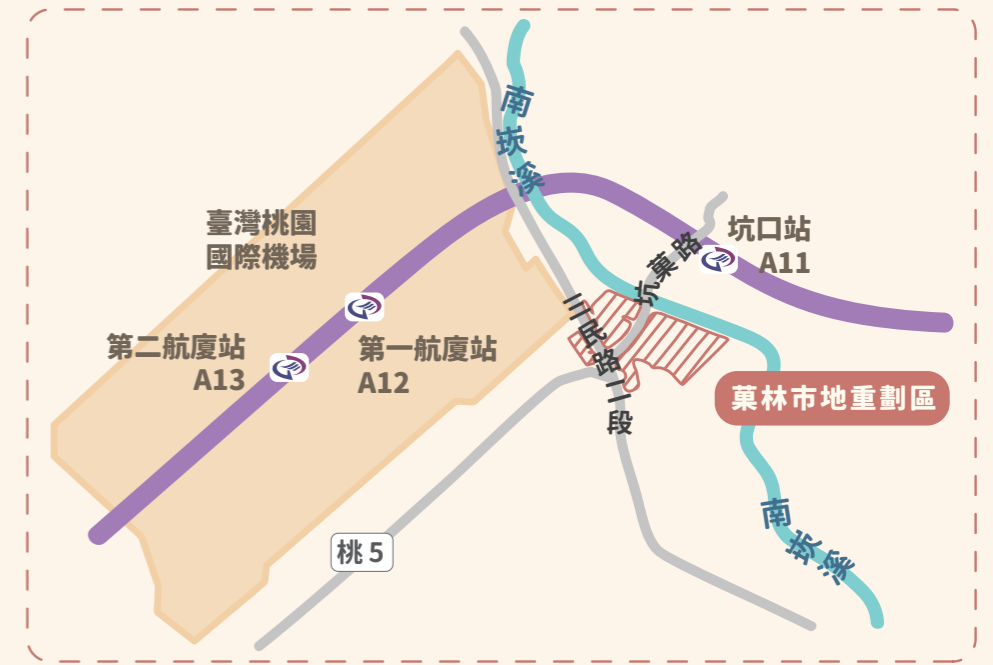 南崁溪
臺灣桃園
國際機場
坑口站
A11
坑菓路
第二航廈站
A13
第一航廈站
A12
三民路二段
菓林市地重劃區
南崁溪
桃5